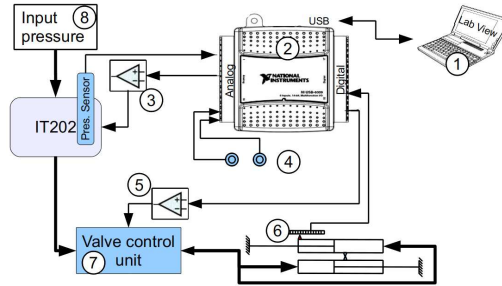 Input
pressure
8
USB
Lab View
1
2
Analog
Digital
NATIONAL
INSTRUMENTS
Pres. Sensor
IT202
3
4
5
6
Valve control
unit
7